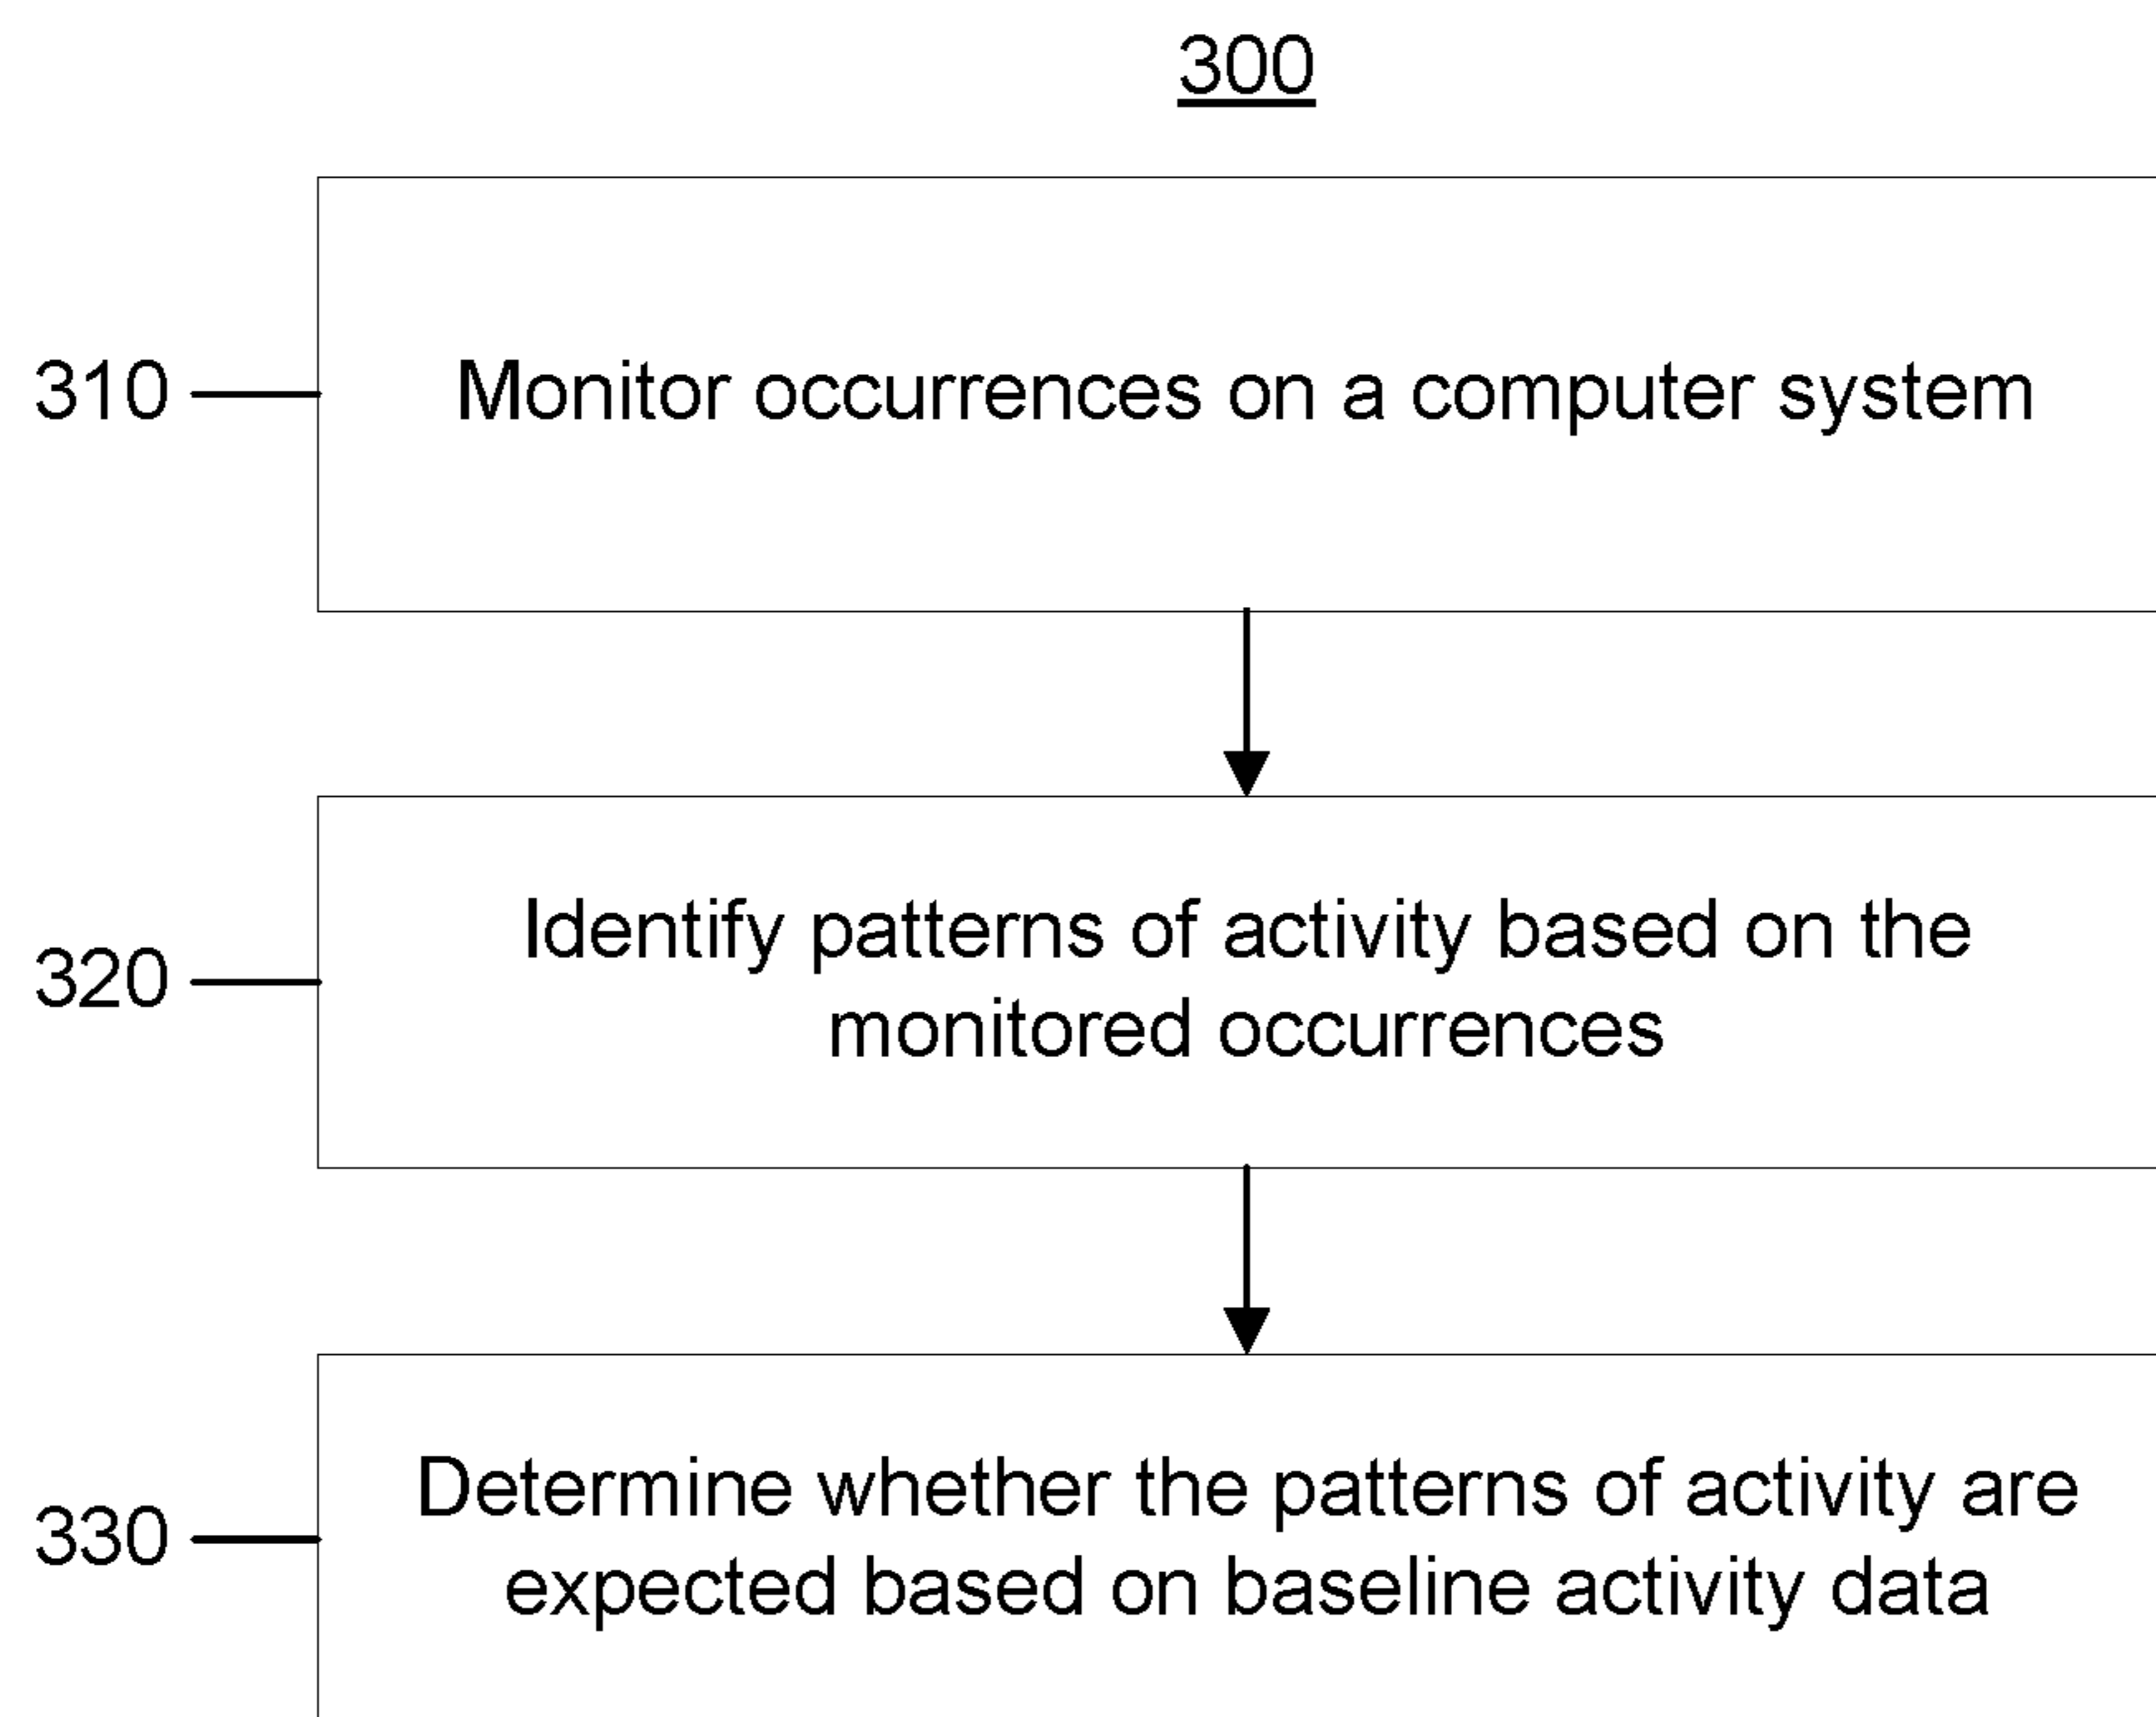 300
310
Monitor occurrences on a computer system
320
Identify patterns of activity based on the
monitored occurrences
330
Determine whether the patterns of activity are
expected based on baseline activity data